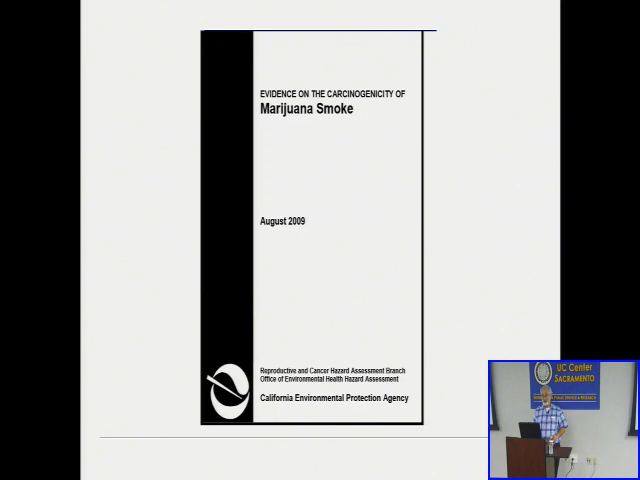 EVIDENCE ON THE CARCINOGENICITY OF
Marijuana Smoke
August 2009
Reproductive and Cancer Hazard Assessment Branch
Office of Environmental Health Hazard Assessment
California Environmental Protection Agency
UC Center
SACRAMENTO